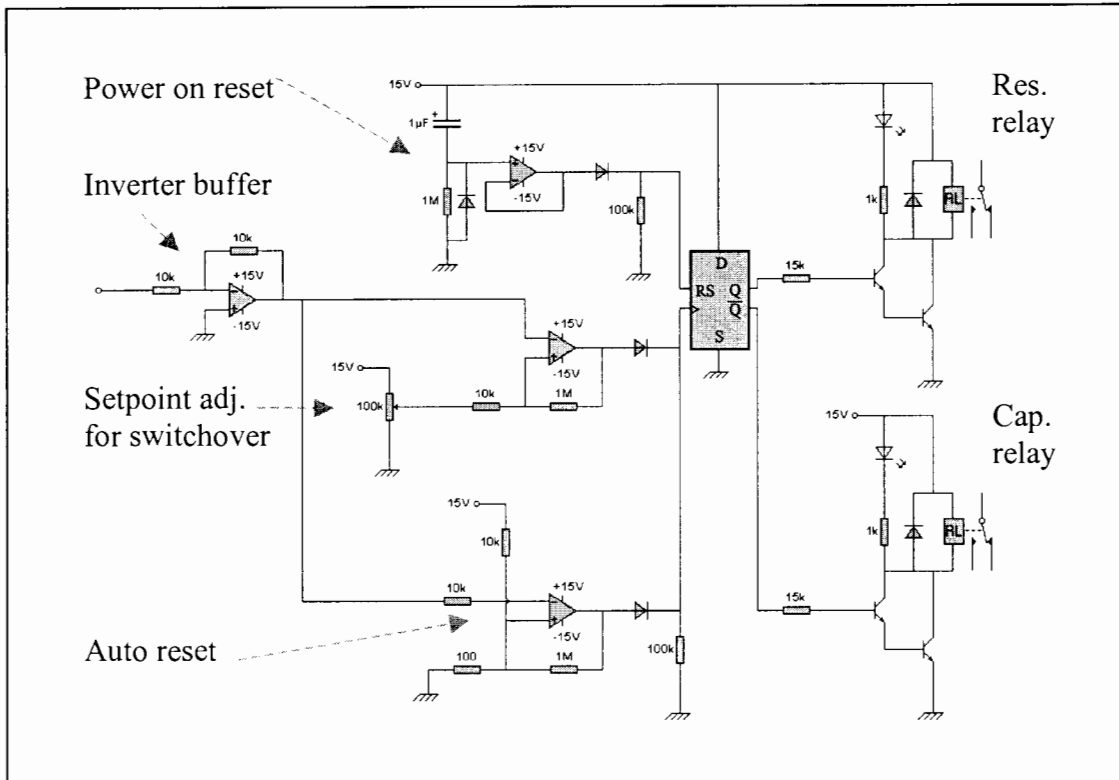 Power on reset
15V
Res.
relay
1µF
+
+15V
-15V
1M
100k
1k
RL
Inverter buffer
10k
10k
+15V
-15V
D
RS
Q
Q̅
S
15k
+15V
-15V
Setpoint adj.
for switchover
15V
100k
10k
1M
15V
Cap.
relay
1k
RL
15V
10k
10k
+15V
-15V
15k
Auto reset
100
1M
100k